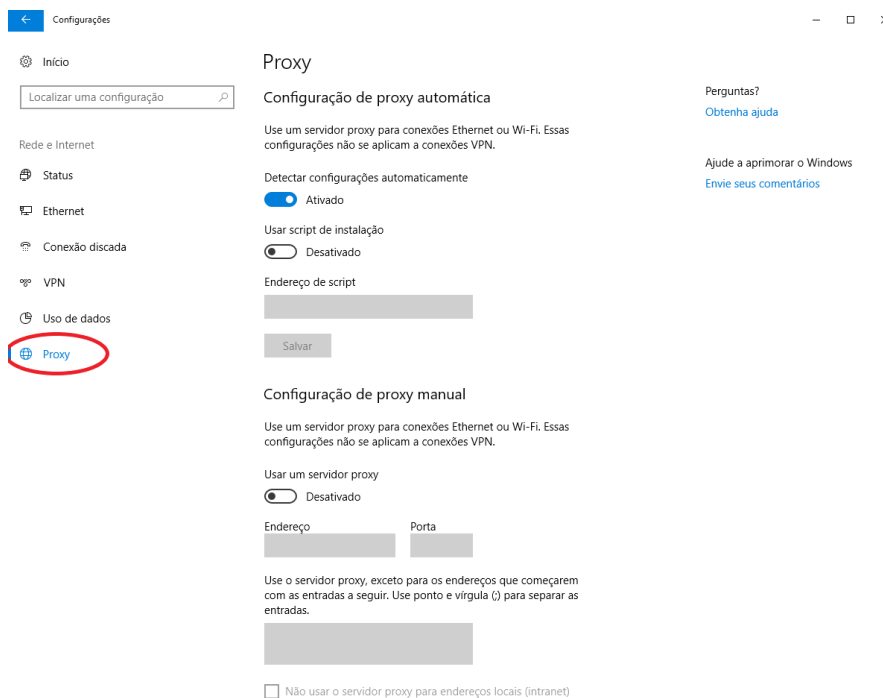 Configurações
Início
Localizar uma configuração
Rede e Internet
Status
Ethernet
Conexão discada
VPN
Uso de dados
Proxy
Proxy
Configuração de proxy automática
Use um servidor proxy para conexões Ethernet ou Wi-Fi. Essas
configurações não se aplicam a conexões VPN.
Detectar configurações automaticamente
Ativado
Usar script de instalação
Desativado
Endereço de script
Salvar
Configuração de proxy manual
Use um servidor proxy para conexões Ethernet ou Wi-Fi. Essas
configurações não se aplicam a conexões VPN.
Usar um servidor proxy
Desativado
Endereço Porta
Use o servidor proxy, exceto para os endereços que começarem
com as entradas a seguir. Use ponto e vírgula (;) para separar as
entradas.
Não usar o servidor proxy para endereços locais (intranet)
Perguntas?
Obtenha ajuda
Ajude a aprimorar o Windows
Envie seus comentários